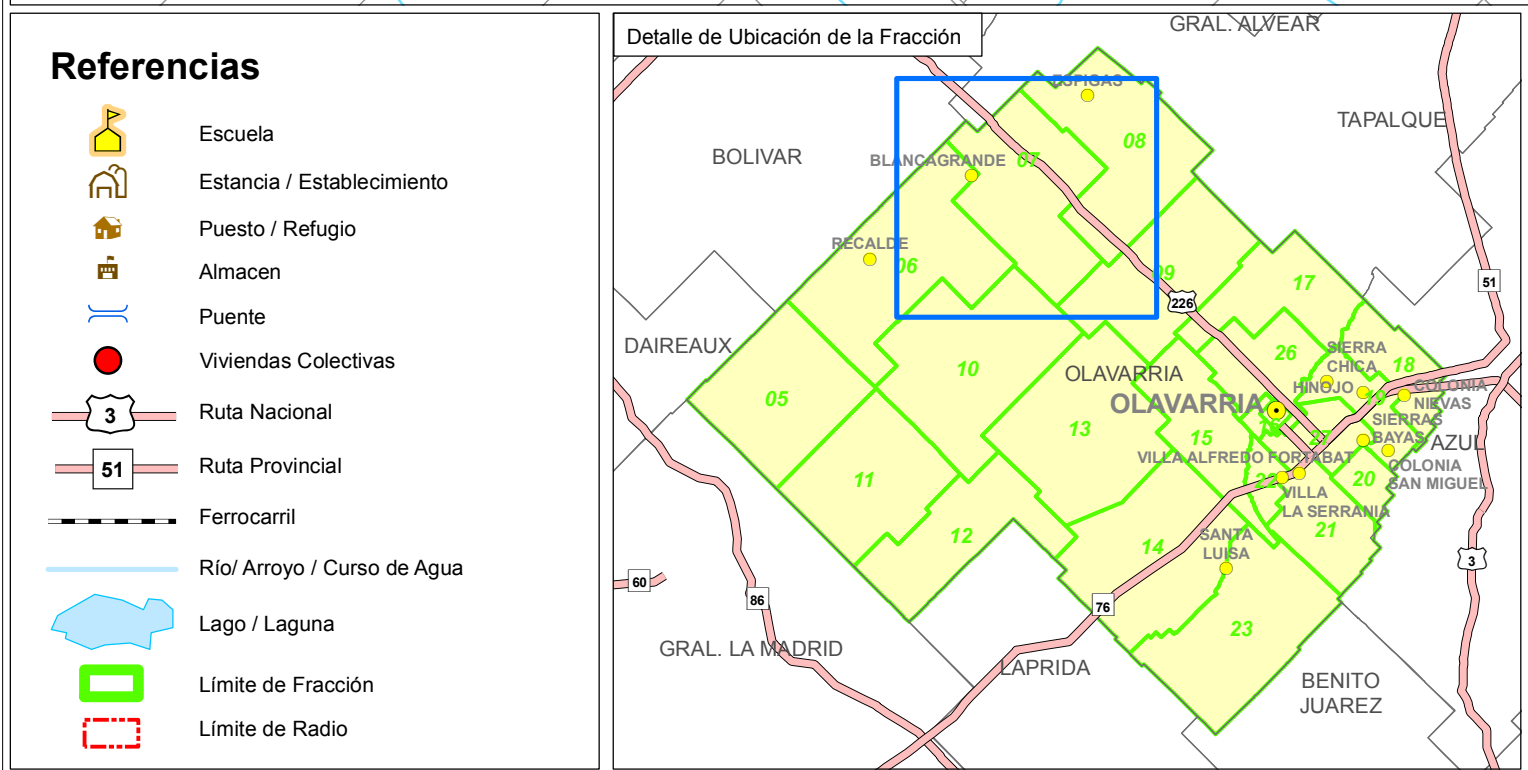 Referencias
Escuela
Estancia / Establecimiento
Puesto / Refugio
Almacen
Puente
Viviendas Colectivas
3
Ruta Nacional
51
Ruta Provincial
Ferrocarril
Río/ Arroyo / Curso de Agua
Lago / Laguna
Límite de Fracción
Límite de Radio
Detalle de Ubicación de la Fracción
GRAL. ALVEAR
ESPIGAS
TAPALQUE
08
BOLIVAR
BLANCAGRANDE
07
RECALDE
06
09
17
51
226
DAIREAUX
SIERRA
CHICA
26
18
10
OLAVARRIA
HINOJO
COLONIA
NIEVAS
05
OLAVARRIA
19
16
SIERRAS
BAYAS
13
15
27
AZUL
VILLA ALFREDO FORTABAT
COLONIA
SAN MIGUEL
11
22
20
VILLA
LA SERRANIA
12
21
14
SANTA
LUISA
3
60
86
76
23
GRAL. LA MADRID
LAPRIDA
BENITO
JUAREZ